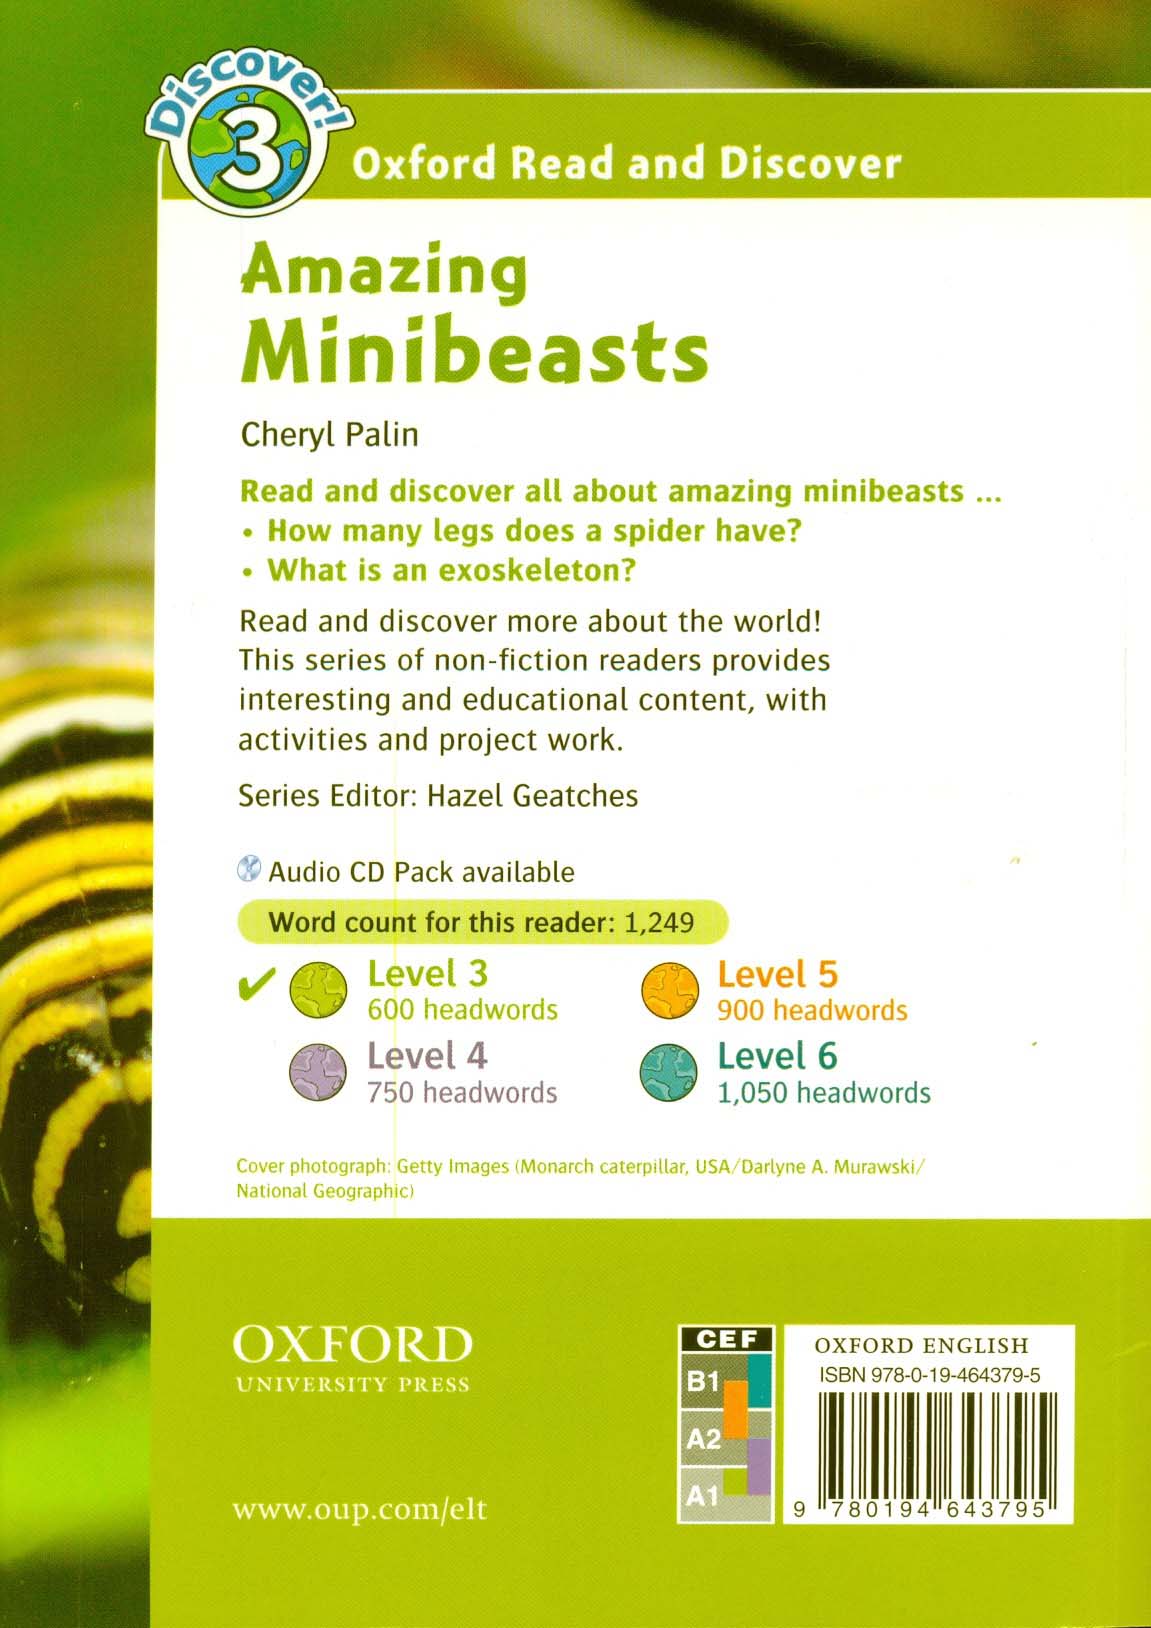 Discover!
3
Oxford Read and Discover
Amazing
Minibeasts
Cheryl Palin
Read and discover all about amazing minibeasts ...
• How many legs does a spider have?
• What is an exoskeleton?
Read and discover more about the world!
This series of non-fiction readers provides
interesting and educational content, with
activities and project work.
Series Editor: Hazel Geatches
Audio CD Pack available
Word count for this reader: 1,249
✔ Level 3
600 headwords
Level 4
750 headwords
Level 5
900 headwords
Level 6
1,050 headwords
Cover photograph: Getty Images (Monarch caterpillar, USA/Darlyne A. Murawski/
National Geographic)
OXFORD
UNIVERSITY PRESS
www.oup.com/elt
CEF
B1
A2
A1
OXFORD ENGLISH
ISBN 978-0-19-464379-5
9 780194 643795